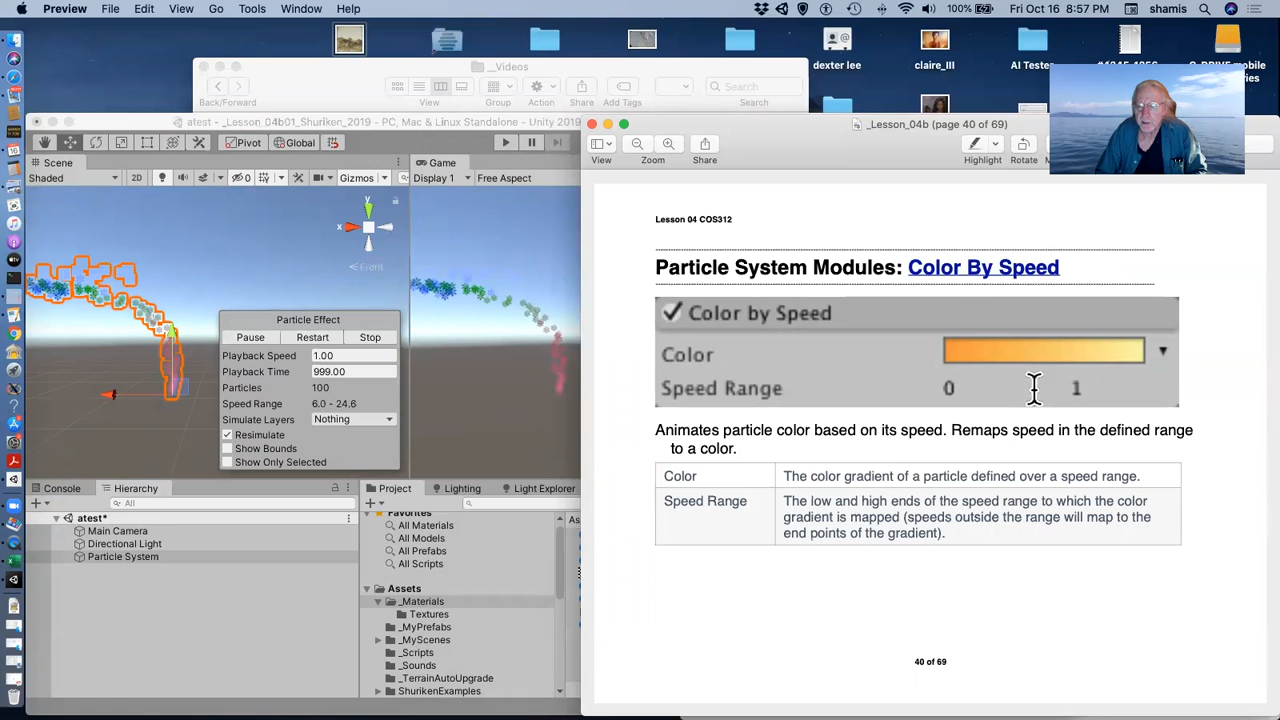 Preview File Edit View Go Tools Window Help
100% Fri Oct 16 8:57 PM shamis
dexter lee
claire_III
AI Tester
__Videos
Back/Forward View Group Action Share Add Tags Search
Search
atest - _Lesson_04b01_Shuriken_2019 - PC, Mac & Linux Standalone - Unity 2019
Pivot Global
Scene
Game
Shaded 2D 0 Gizmos
Display 1 Free Aspect
y
x
Front
Particle Effect
Pause Restart Stop
Playback Speed 1.00
Playback Time 999.00
Particles 100
Speed Range 6.0 - 24.6
Simulate Layers Nothing
Resimulate
Show Bounds
Show Only Selected
Console Hierarchy
All
atest*
Main Camera
Directional Light
Particle System
Project Lighting Light Explorer
Favorites
All Materials
All Models
All Prefabs
All Scripts
Assets
_Materials
Textures
_MyPrefabs
_MyScenes
_Scripts
_Sounds
_TerrainAutoUpgrade
ShurikenExamples
_Lesson_04b (page 40 of 69)
View Zoom Share Highlight Rotate
Lesson 04 COS312
Particle System Modules: Color By Speed
Color by Speed
Color
Speed Range 0 1
Animates particle color based on its speed. Remaps speed in the defined range
to a color.
Color The color gradient of a particle defined over a speed range.
Speed Range The low and high ends of the speed range to which the color
gradient is mapped (speeds outside the range will map to the
end points of the gradient).
40 of 69